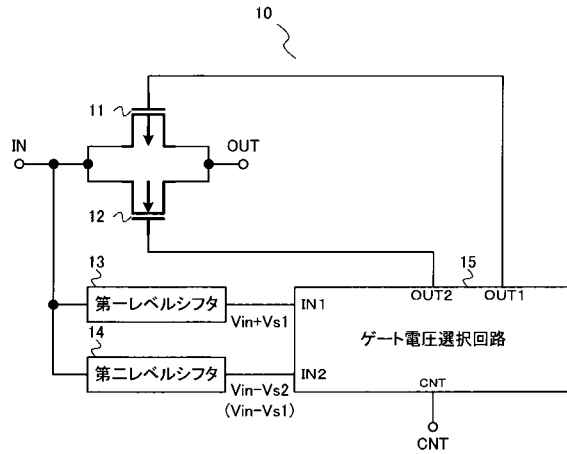 10
11
IN
OUT
12
13
第一レベルシフタ
Vin+Vs1
14
第二レベルシフタ
Vin-Vs2
(Vin-Vs1)
15
OUT2
OUT1
IN1
ゲート電圧選択回路
IN2
CNT
CNT